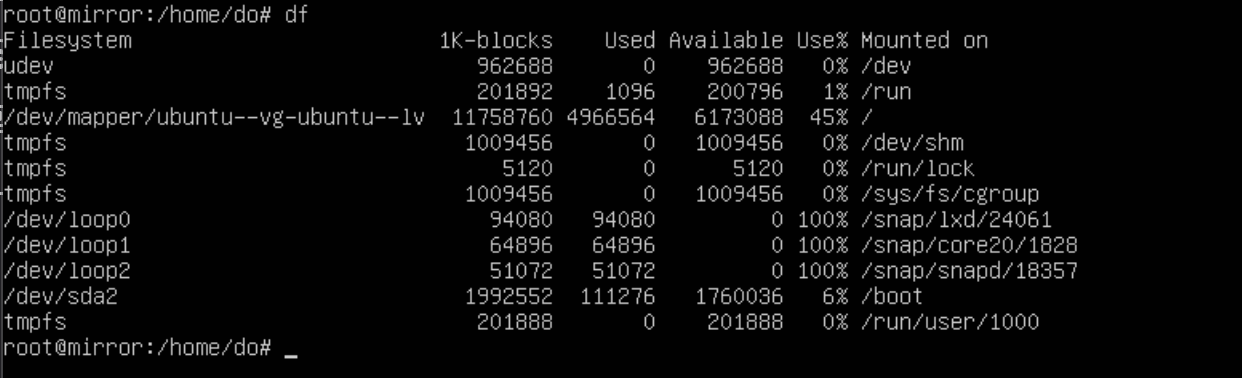 root@mirror:/home/do# df
Filesystem 1K-blocks Used Available Use% Mounted on
udev 962688 0 962688 0% /dev
tmpfs 201892 1096 200796 1% /run
/dev/mapper/ubuntu--vg-ubuntu--lv 11758760 4966564 6173088 45% /
tmpfs 1009456 0 1009456 0% /dev/shm
tmpfs 5120 0 5120 0% /run/lock
tmpfs 1009456 0 1009456 0% /sys/fs/cgroup
/dev/loop0 94080 94080 0 100% /snap/lxd/24061
/dev/loop1 64896 64896 0 100% /snap/core20/1828
/dev/loop2 51072 51072 0 100% /snap/snapd/18357
/dev/sda2 1992552 111276 1760036 6% /boot
tmpfs 201888 0 201888 0% /run/user/1000
root@mirror:/home/do# _